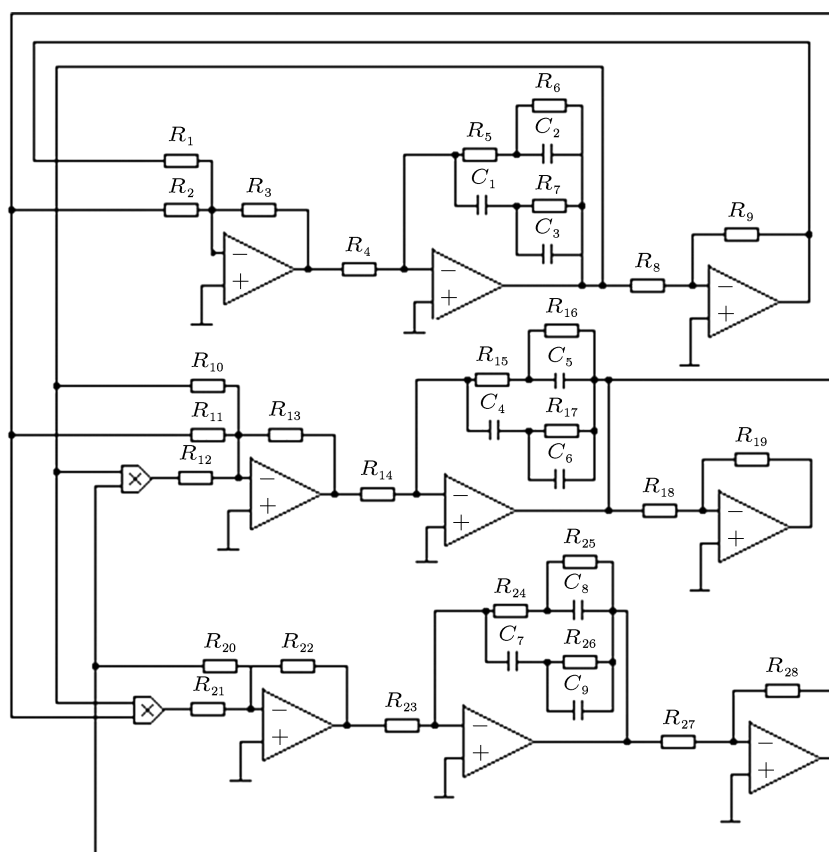 R6
R5
C2
R1
R7
C1
R2
R3
R9
C3
R4
R8
−
+
−
+
−
+
R16
R15
C5
R10
R17
C4
R11
R13
R19
C6
R12
R14
R18
×
−
+
−
+
−
+
R25
R24
C8
R20
R22
R26
C7
R28
R21
C9
R23
R27
×
−
+
−
+
−
+